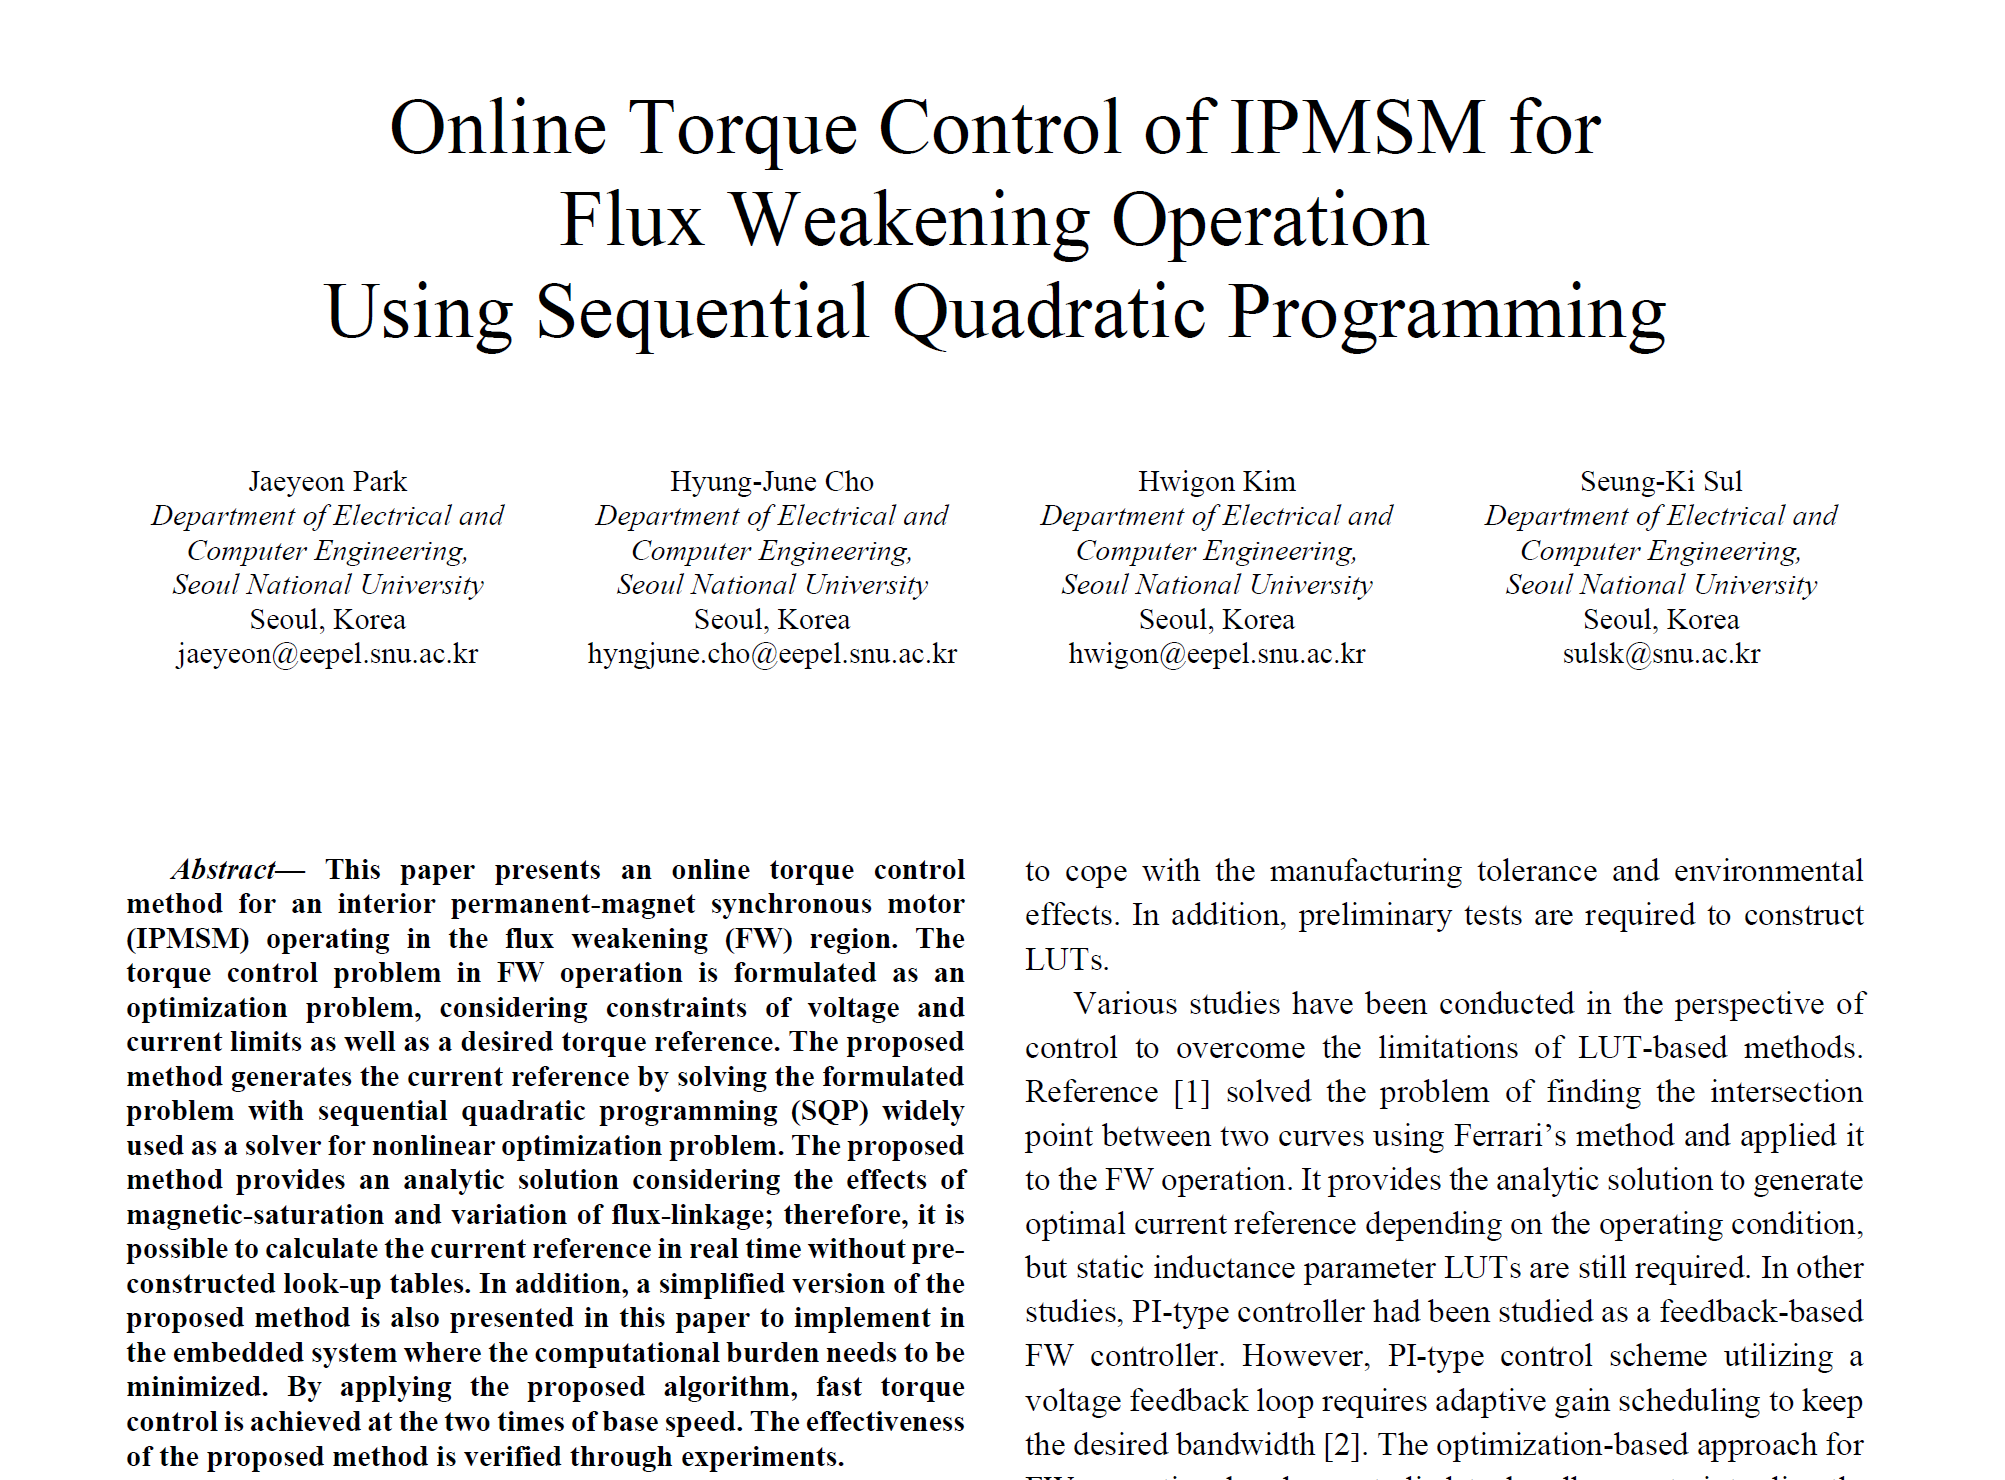 Online Torque Control of IPMSM for
Flux Weakening Operation
Using Sequential Quadratic Programming
Jaeyeon Park
Department of Electrical and
Computer Engineering,
Seoul National University
Seoul, Korea
jaeyeon@eepel.snu.ac.kr
Hyung-June Cho
Department of Electrical and
Computer Engineering,
Seoul National University
Seoul, Korea
hyngjune.cho@eepel.snu.ac.kr
Hwigon Kim
Department of Electrical and
Computer Engineering,
Seoul National University
Seoul, Korea
hwigon@eepel.snu.ac.kr
Seung-Ki Sul
Department of Electrical and
Computer Engineering,
Seoul National University
Seoul, Korea
sulsk@snu.ac.kr
Abstract— This paper presents an online torque control
method for an interior permanent-magnet synchronous motor
(IPMSM) operating in the flux weakening (FW) region. The
torque control problem in FW operation is formulated as an
optimization problem, considering constraints of voltage and
current limits as well as a desired torque reference. The proposed
method generates the current reference by solving the formulated
problem with sequential quadratic programming (SQP) widely
used as a solver for nonlinear optimization problem. The proposed
method provides an analytic solution considering the effects of
magnetic-saturation and variation of flux-linkage; therefore, it is
possible to calculate the current reference in real time without pre-
constructed look-up tables. In addition, a simplified version of the
proposed method is also presented in this paper to implement in
the embedded system where the computational burden needs to be
minimized. By applying the proposed algorithm, fast torque
control is achieved at the two times of base speed. The effectiveness
of the proposed method is verified through experiments.
to cope with the manufacturing tolerance and environmental
effects. In addition, preliminary tests are required to construct
LUTs.
Various studies have been conducted in the perspective of
control to overcome the limitations of LUT-based methods.
Reference [1] solved the problem of finding the intersection
point between two curves using Ferrari’s method and applied it
to the FW operation. It provides the analytic solution to generate
optimal current reference depending on the operating condition,
but static inductance parameter LUTs are still required. In other
studies, PI-type controller had been studied as a feedback-based
FW controller. However, PI-type control scheme utilizing a
voltage feedback loop requires adaptive gain scheduling to keep
the desired bandwidth [2]. The optimization-based approach for